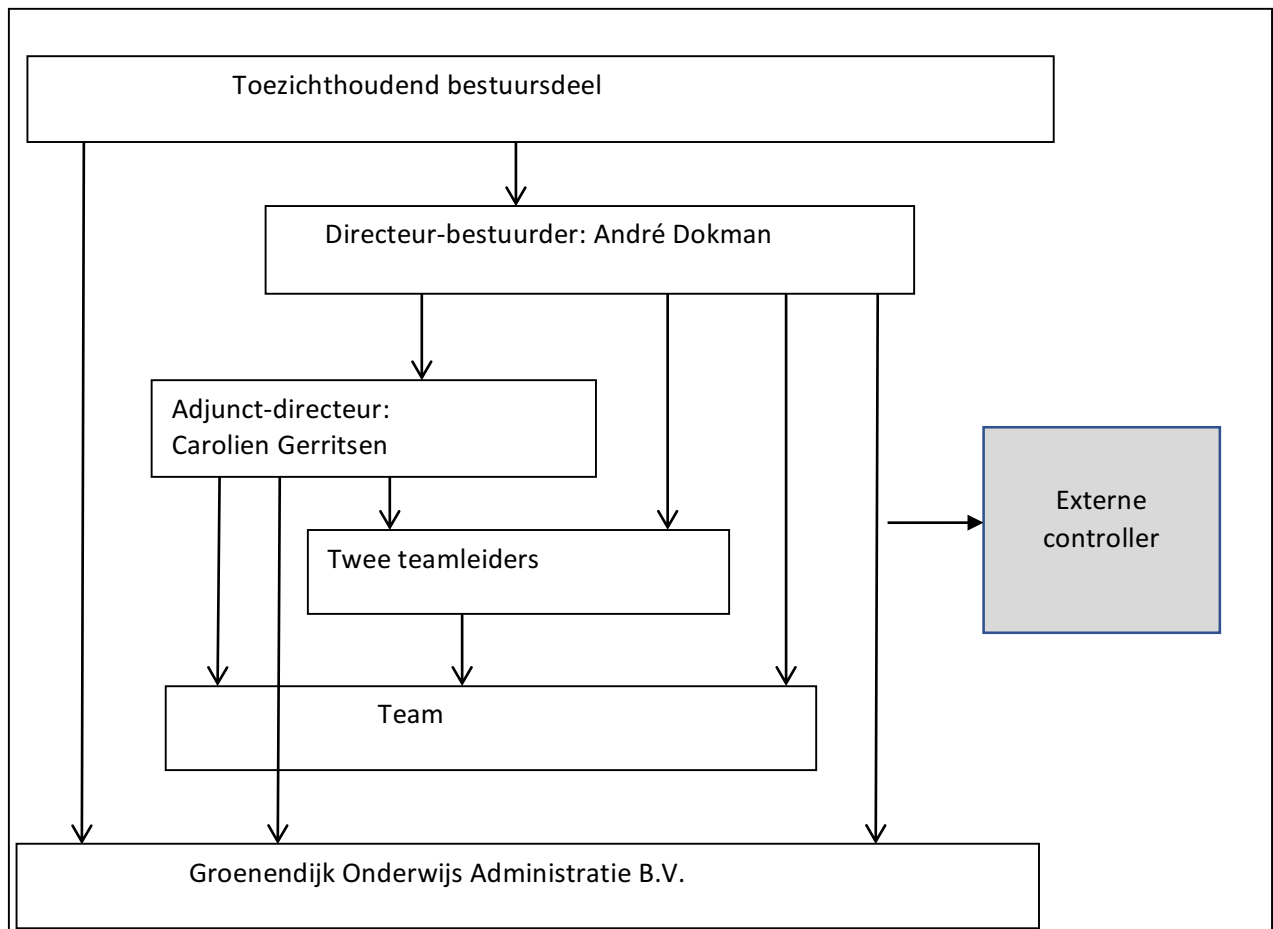 Toezichthoudend bestuursdeel
Directeur-bestuurder: André Dokman
Adjunct-directeur:
Carolien Gerritsen
Externe
controller
Twee teamleiders
Team
Groenendijk Onderwijs Administratie B.V.